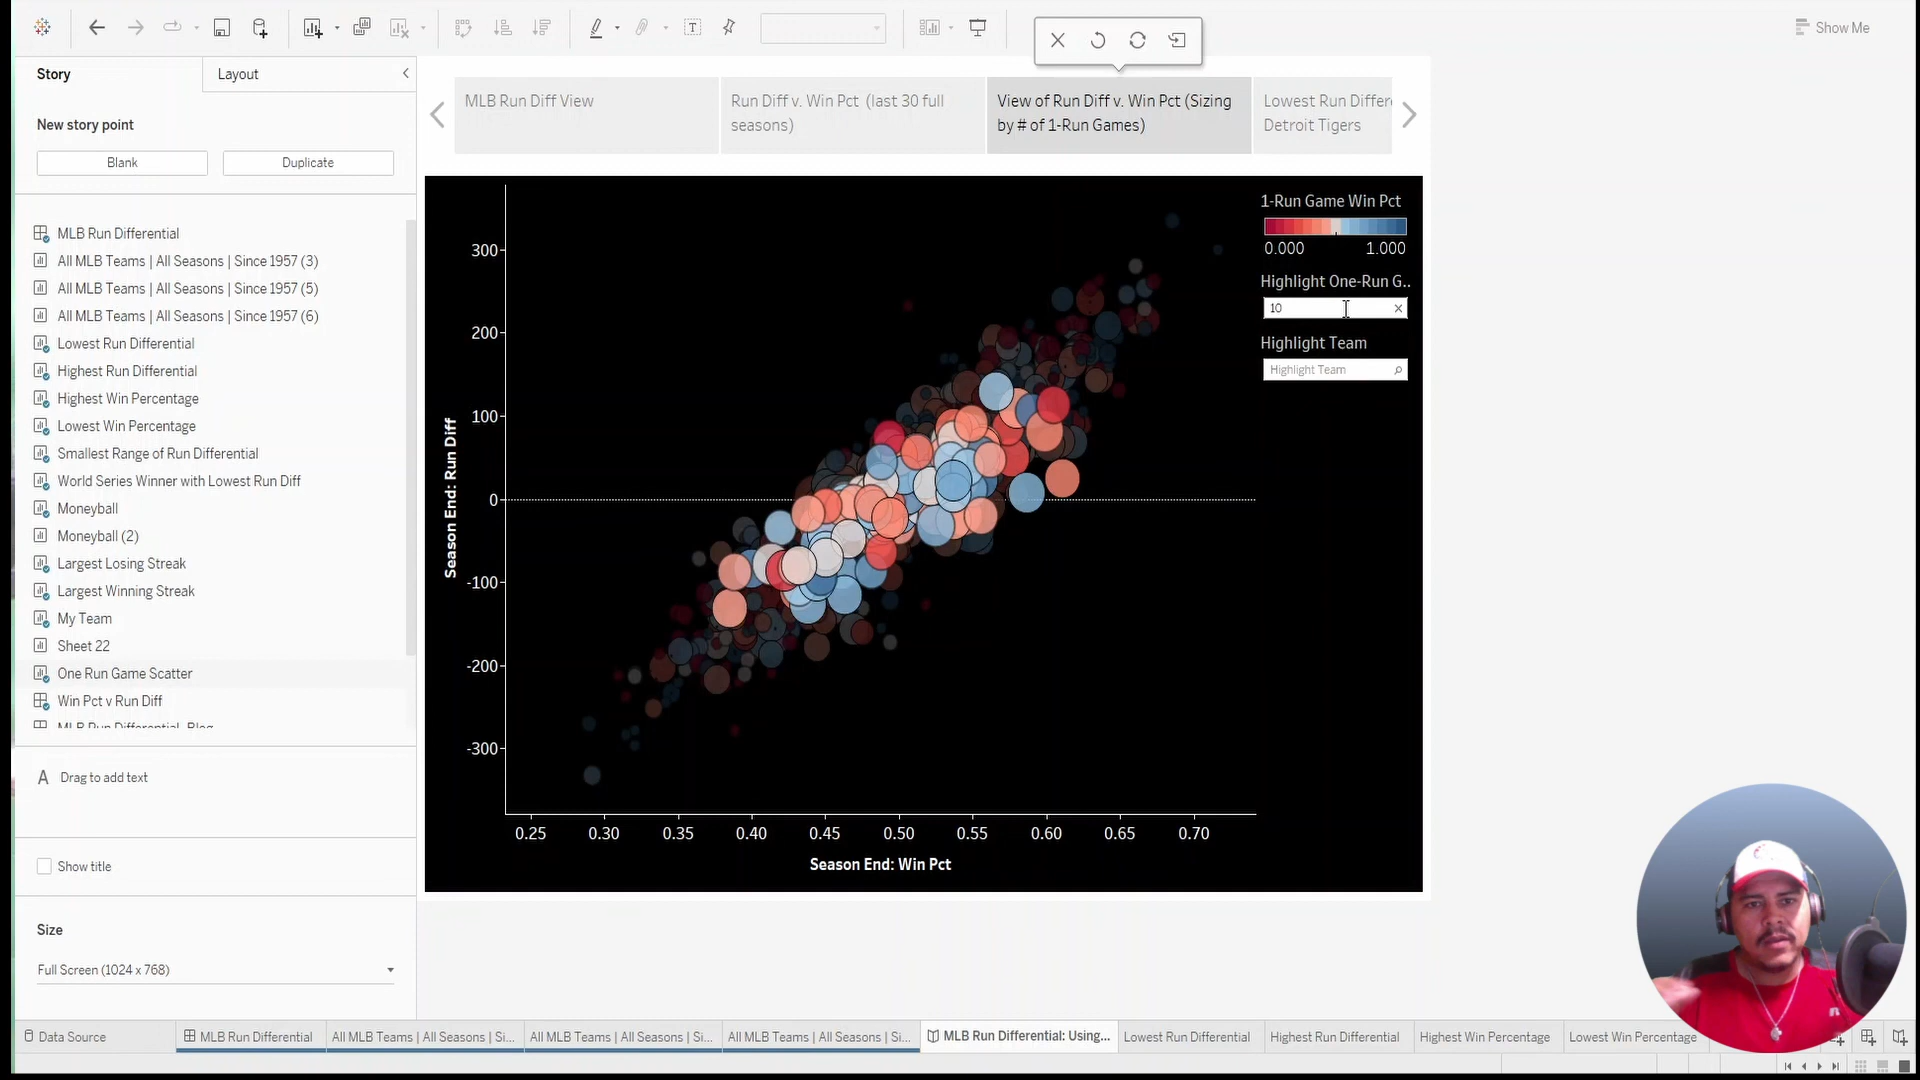 Show Me
Story
Layout
New story point
Blank
Duplicate
MLB Run Differential
All MLB Teams | All Seasons | Since 1957 (3)
All MLB Teams | All Seasons | Since 1957 (5)
All MLB Teams | All Seasons | Since 1957 (6)
Lowest Run Differential
Highest Run Differential
Highest Win Percentage
Lowest Win Percentage
Smallest Range of Run Differential
World Series Winner with Lowest Run Diff
Moneyball
Moneyball (2)
Largest Losing Streak
Largest Winning Streak
My Team
Sheet 22
One Run Game Scatter
Win Pct v Run Diff
MLB Run Differential Blog
A Drag to add text
Show title
Size
Full Screen (1024 x 768)
MLB Run Diff View
Run Diff v. Win Pct (last 30 full
seasons)
View of Run Diff v. Win Pct (Sizing
by # of 1-Run Games)
Lowest Run Differe
Detroit Tigers
Season End: Run Diff
300
200
100
0
-100
-200
-300
0.25 0.30 0.35 0.40 0.45 0.50 0.55 0.60 0.65 0.70
Season End: Win Pct
1-Run Game Win Pct
0.000 1.000
Highlight One-Run G..
10
Highlight Team
Highlight Team
Data Source
MLB Run Differential
All MLB Teams | All Seasons | Si...
All MLB Teams | All Seasons | Si...
All MLB Teams | All Seasons | Si...
MLB Run Differential: Using...
Lowest Run Differential
Highest Run Differential
Highest Win Percentage
Lowest Win Percentage